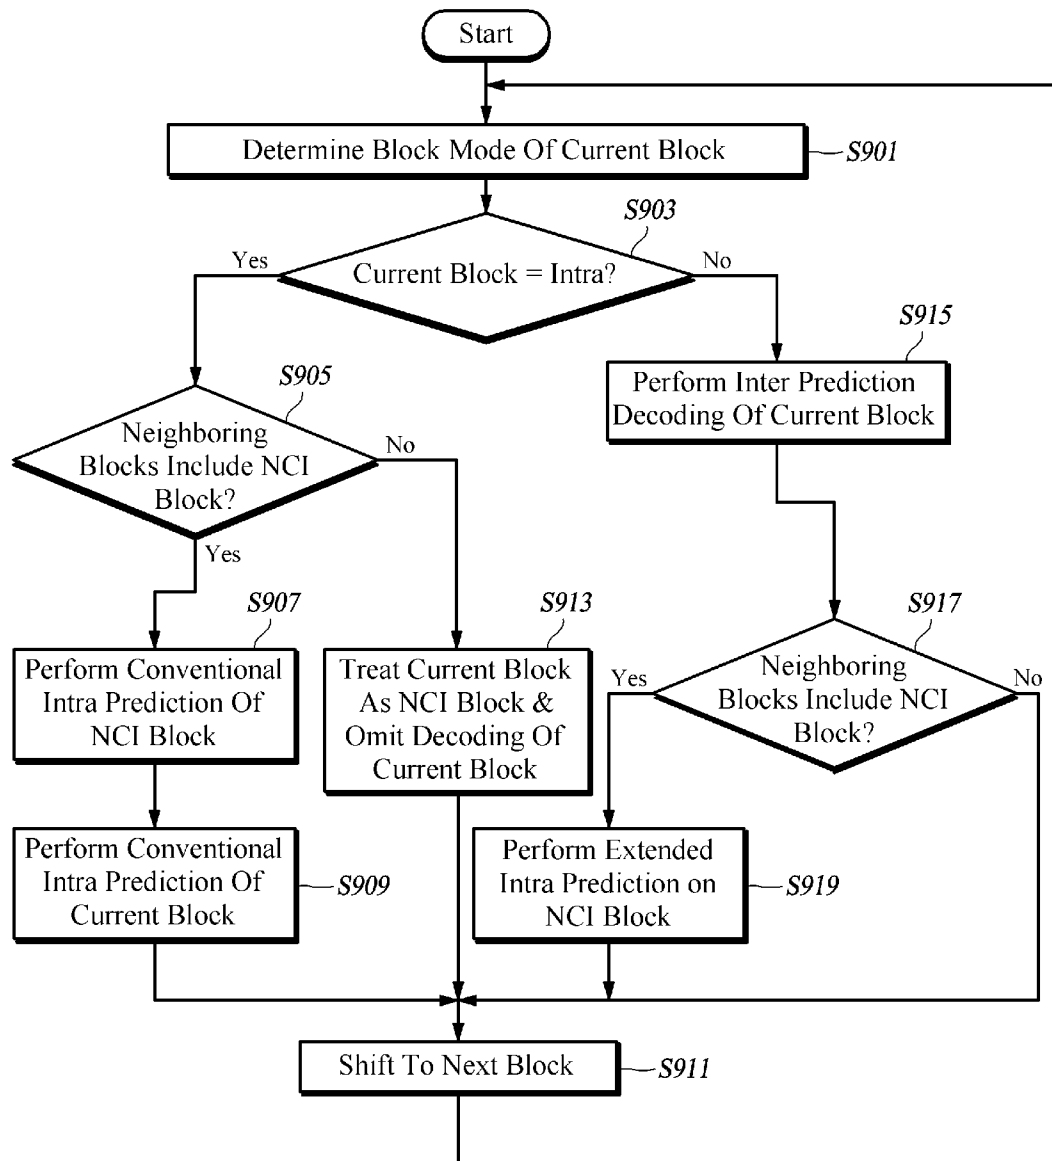 Start
Determine Block Mode Of Current Block
S901
S903
Yes
Current Block = Intra?
No
S915
Perform Inter Prediction
Decoding Of Current Block
S905
Neighboring
Blocks Include NCI
Block?
No
Yes
S907
Perform Conventional
Intra Prediction Of
NCI Block
S913
Treat Current Block
As NCI Block &
Omit Decoding Of
Current Block
S917
Yes
Neighboring
Blocks Include NCI
Block?
No
Perform Conventional
Intra Prediction Of
Current Block
S909
Perform Extended
Intra Prediction on
NCI Block
S919
Shift To Next Block
S911